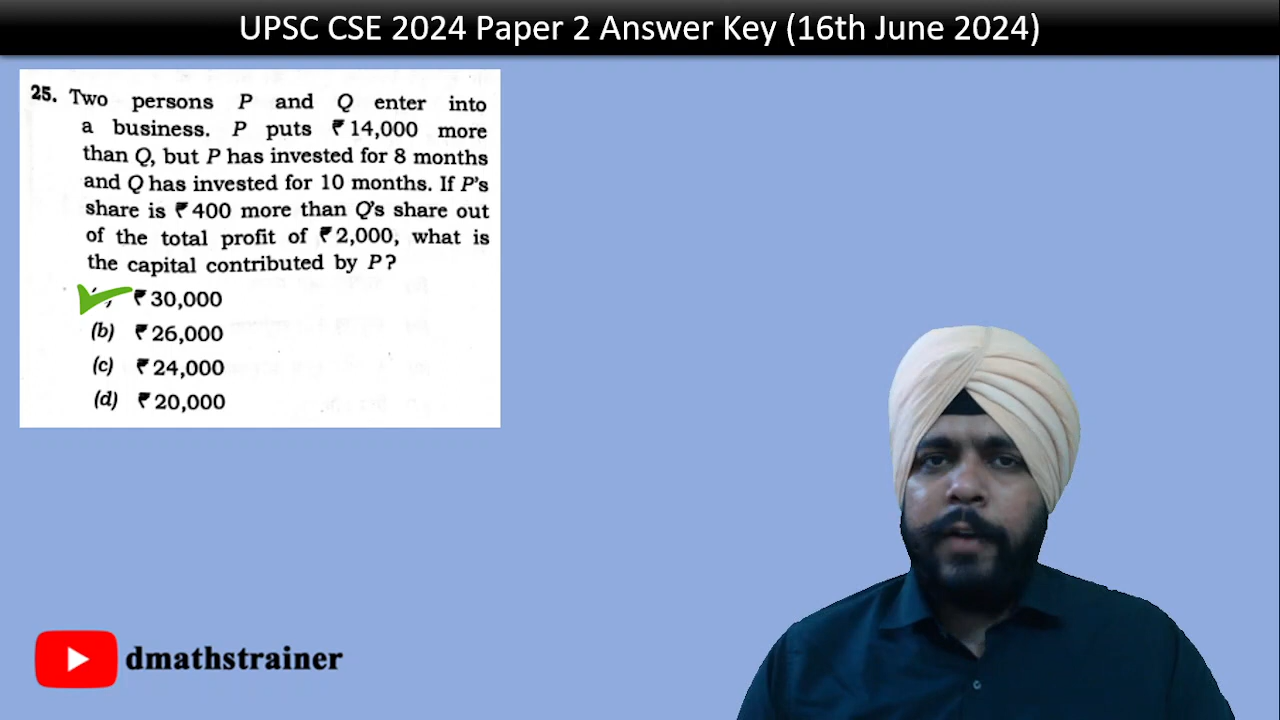 UPSC CSE 2024 Paper 2 Answer Key (16th June 2024)
25. Two persons P and Q enter into
a business. P puts ₹ 14,000 more
than Q, but P has invested for 8 months
and Q has invested for 10 months. If P's
share is ₹ 400 more than Q's share out
of the total profit of ₹ 2,000, what is
the capital contributed by P?
₹ 30,000
(b) ₹ 26,000
(c) ₹ 24,000
(d) ₹ 20,000
dmathstrainer